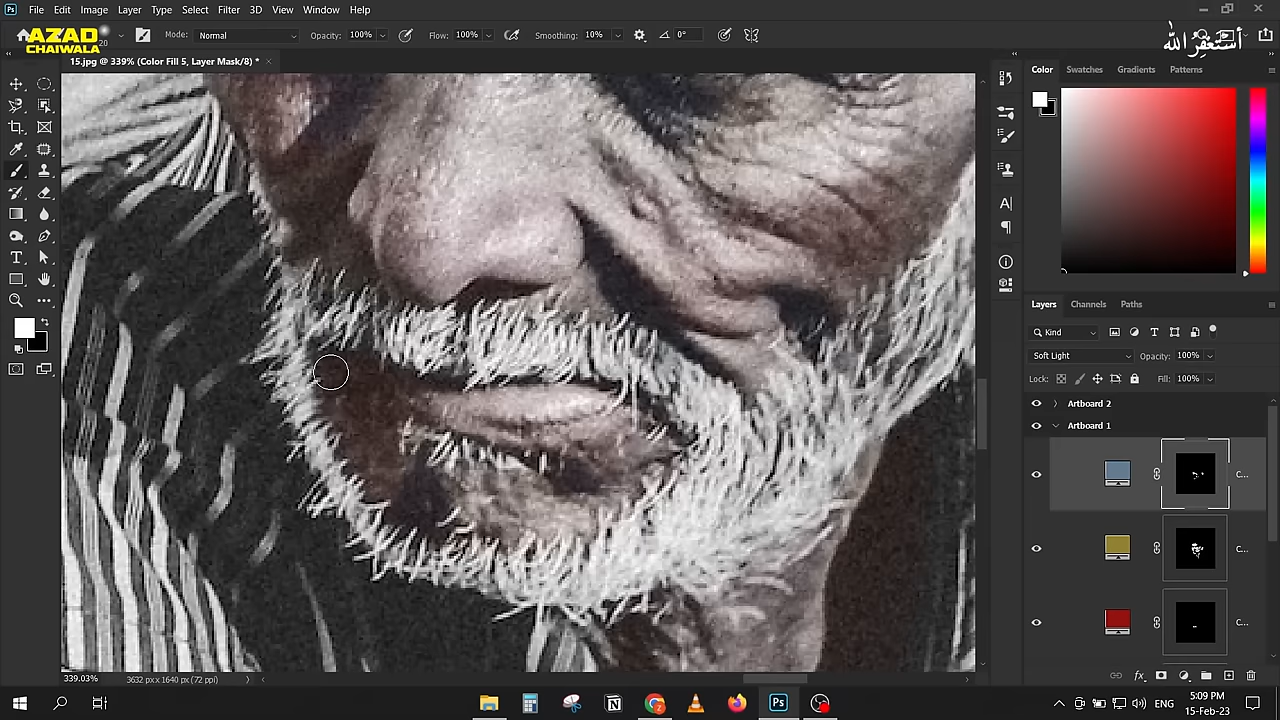 File Edit Image Layer Type Select Filter 3D View Window Help
AZAD
CHAIWALA
20
Mode: Normal Opacity: 100% Flow: 100% Smoothing: 10% 0°
أستغفر الله
15.jpg @ 339% (Color Fill 5, Layer Mask/8) *
Color Swatches Gradients Patterns
Layers Channels Paths
Kind
Soft Light Opacity: 100%
Lock: Fill: 100%
Artboard 2
Artboard 1
C...
C...
C...
339.03% 3632 px x 1640 px (72 ppi)
ENG 5:09 PM
15-Feb-23